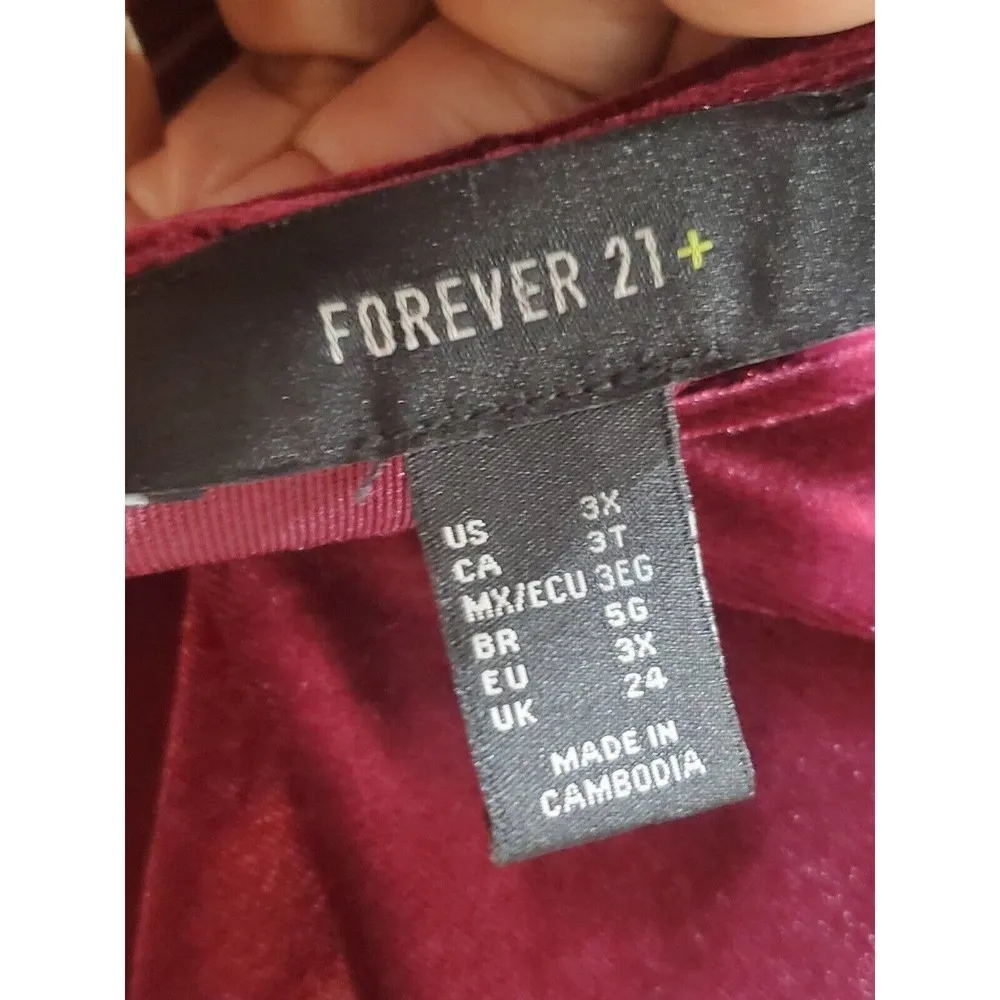 FOREVER 21+
US 3X
CA 3T
MX/ECU 3EG
BR 5G
EU 3X
UK 24
MADE IN
CAMBODIA